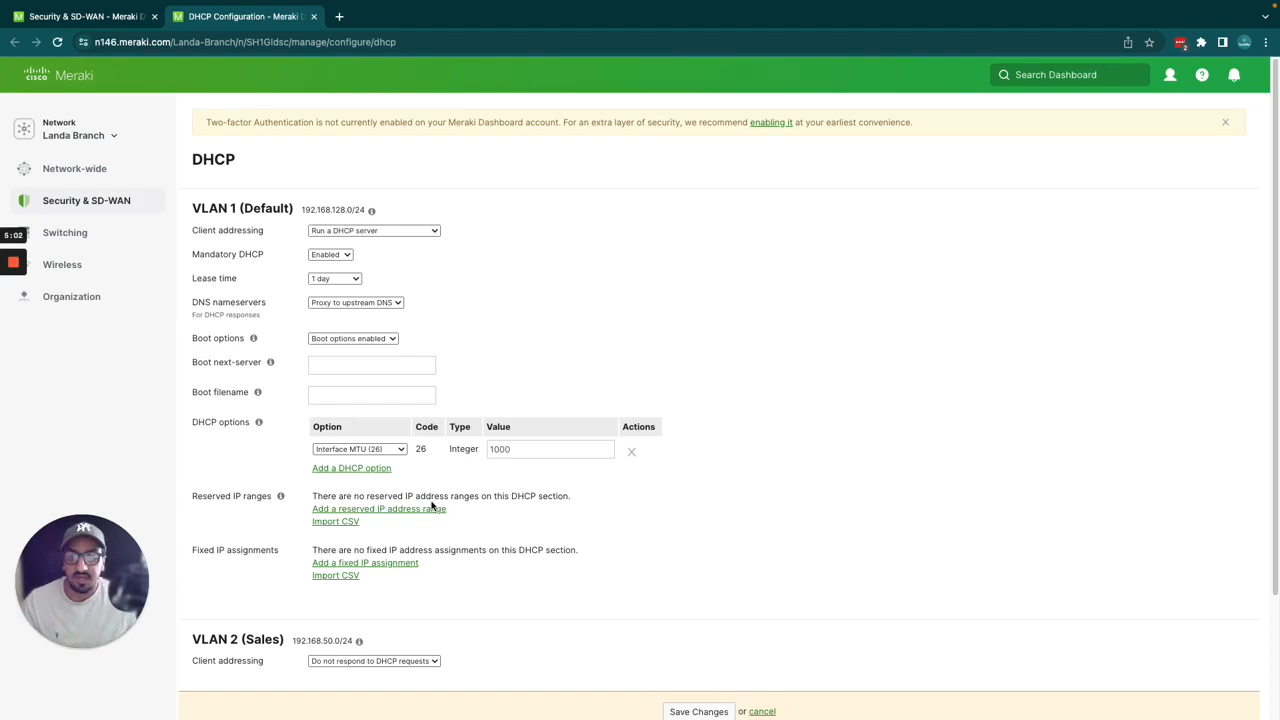 Security & SD-WAN - Meraki D
DHCP Configuration - Meraki D
n146.meraki.com/Landa-Branch/n/SH1Gldsc/manage/configure/dhcp
2
cisco Meraki
Search Dashboard
Network
Landa Branch
Network-wide
Security & SD-WAN
5:02
Switching
Wireless
Organization
Two-factor Authentication is not currently enabled on your Meraki Dashboard account. For an extra layer of security, we recommend enabling it at your earliest convenience.
DHCP
VLAN 1 (Default) 192.168.128.0/24
Client addressing Run a DHCP server
Mandatory DHCP Enabled
Lease time 1 day
DNS nameservers Proxy to upstream DNS
For DHCP responses
Boot options Boot options enabled
Boot next-server
Boot filename
DHCP options Option Code Type Value Actions
Interface MTU (26) 26 Integer 1000 X
Add a DHCP option
Reserved IP ranges There are no reserved IP address ranges on this DHCP section.
Add a reserved IP address range
Import CSV
Fixed IP assignments There are no fixed IP address assignments on this DHCP section.
Add a fixed IP assignment
Import CSV
VLAN 2 (Sales) 192.168.50.0/24
Client addressing Do not respond to DHCP requests
Save Changes or cancel